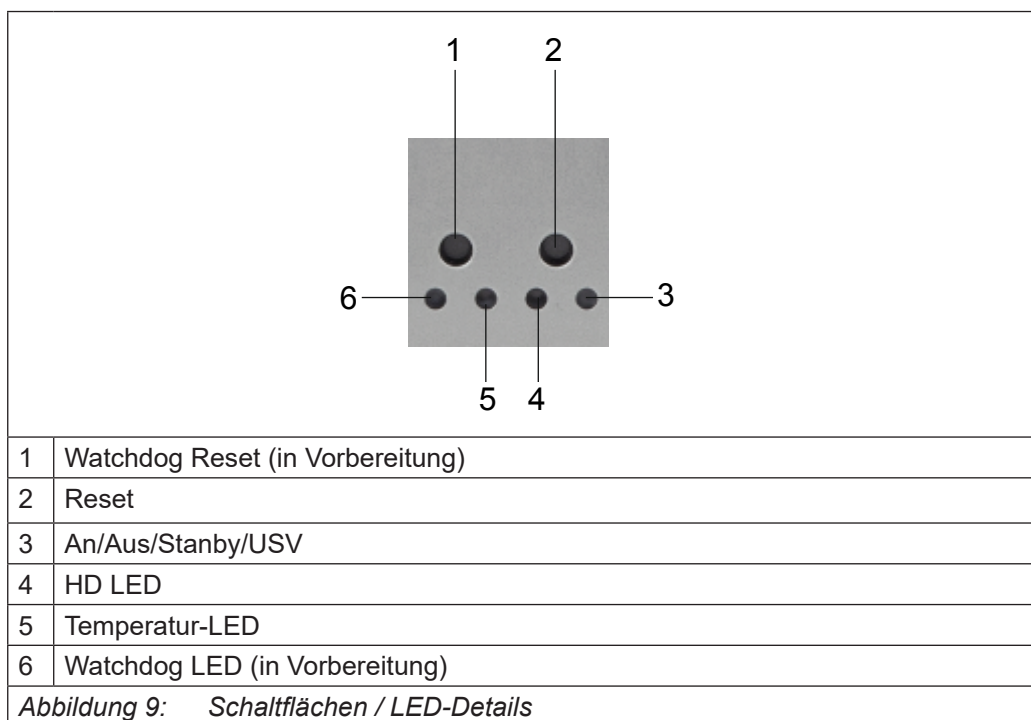 1 2
6 3
5 4
1 Watchdog Reset (in Vorbereitung)
2 Reset
3 An/Aus/Stanby/USV
4 HD LED
5 Temperatur-LED
6 Watchdog LED (in Vorbereitung)
Abbildung 9: Schaltflächen / LED-Details